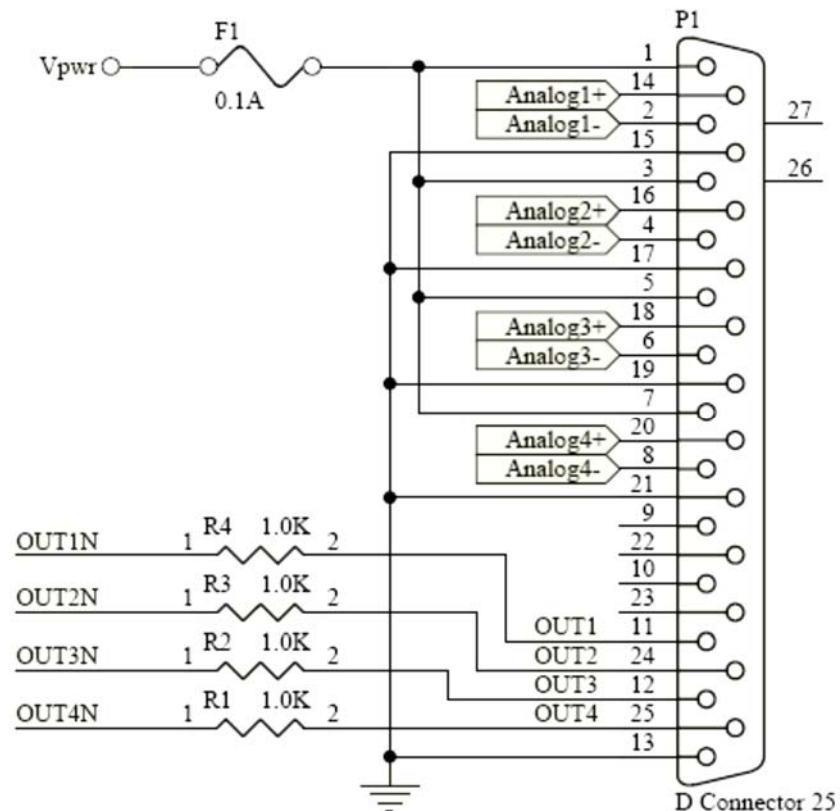 P1
F1
Vpwr
0.1A
1
Analog1+ 14
Analog1- 2
27
15
3
26
Analog2+ 16
Analog2- 4
17
5
Analog3+ 18
Analog3- 6
19
7
Analog4+ 20
Analog4- 8
21
9
22
10
23
OUT1N 1 R4 1.0K 2
OUT2N 1 R3 1.0K 2
OUT3N 1 R2 1.0K 2
OUT4N 1 R1 1.0K 2
OUT1 11
OUT2 24
OUT3 12
OUT4 25
13
D Connector 25